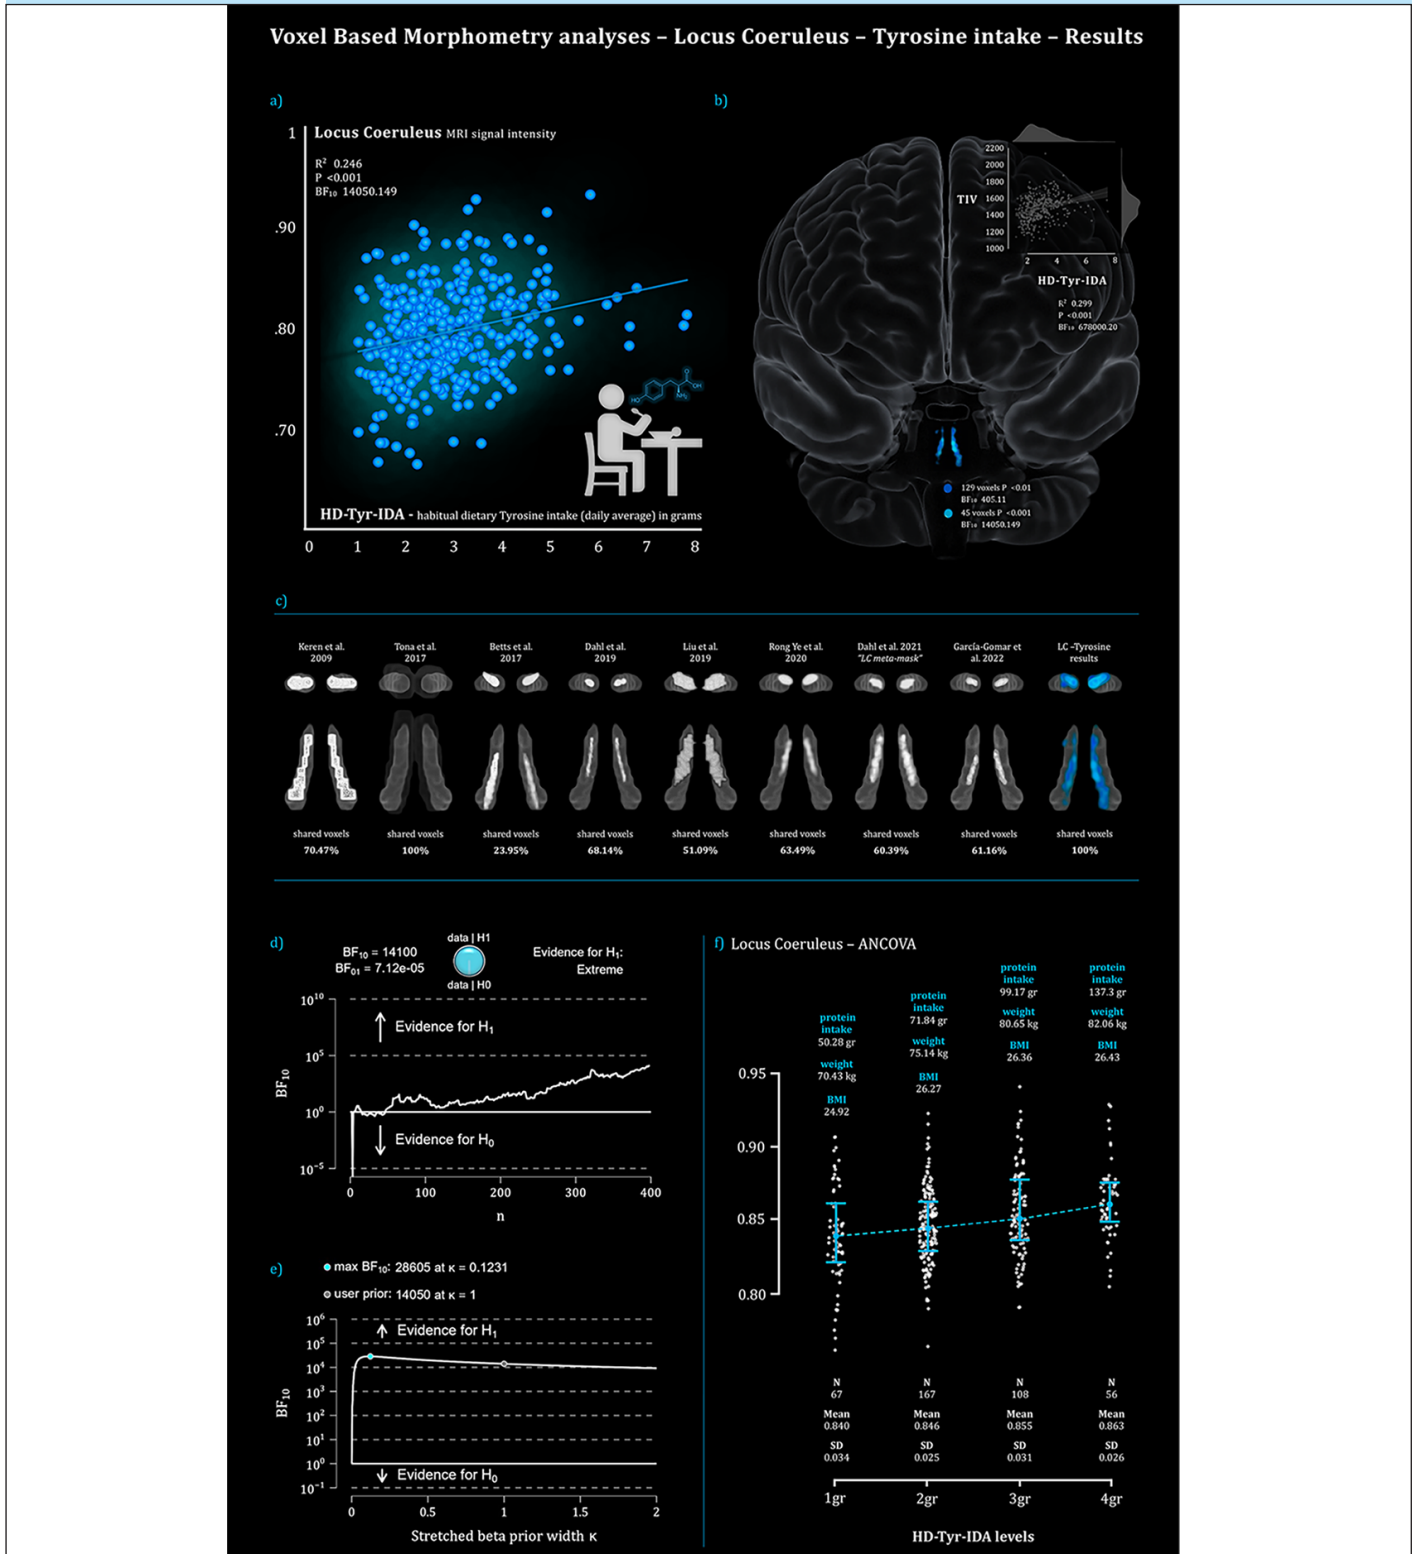 Voxel Based Morphometry analyses – Locus Coeruleus – Tyrosine intake – Results
a)
1
Locus Coeruleus MRI signal intensity
R² 0.246
P <0.001
BF₁₀ 14050.149
.90
.80
.70
HO
O
OH
NH₂
HD-Tyr-IDA - habitual dietary Tyrosine intake (daily average) in grams
0 1 2 3 4 5 6 7 8
b)
2200
2000
1800
TIV 1600
1400
1200
1000
2 4 6 8
HD-Tyr-IDA
R² 0.299
P <0.001
BF₁₀ 678000.20
129 voxels P <0.01
BF₁₀ 405.11
45 voxels P <0.001
BF₁₀ 14050.149
c)
Keren et al. 2009
Tona et al. 2017
Betts et al. 2017
Dahl et al. 2019
Liu et al. 2019
Rong Ye et al. 2020
Dahl et al. 2021 "LC meta-mask"
García-Gomar et al. 2022
LC –Tyrosine results
shared voxels shared voxels shared voxels shared voxels shared voxels shared voxels shared voxels shared voxels shared voxels
70.47% 100% 23.95% 68.14% 51.09% 63.49% 60.39% 61.16% 100%
d)
BF₁₀ = 14100
BF₀₁ = 7.12e-05
data | H1
data | H0
Evidence for H₁:
Extreme
10¹⁰
Evidence for H₁
10⁵
BF₁₀
10⁰
Evidence for H₀
10⁻⁵
0 100 200 300 400
n
e)
max BF₁₀: 28605 at κ = 0.1231
user prior: 14050 at κ = 1
10⁶
Evidence for H₁
10⁵
10⁴
10³
BF₁₀
10²
10¹
10⁰
Evidence for H₀
10⁻¹
0 0.5 1 1.5 2
Stretched beta prior width κ
f) Locus Coeruleus – ANCOVA
protein
intake
50.28 gr
weight
70.43 kg
BMI
24.92
protein
intake
71.84 gr
weight
75.14 kg
BMI
26.27
protein
intake
99.17 gr
weight
80.65 kg
BMI
26.36
protein
intake
137.3 gr
weight
82.06 kg
BMI
26.43
0.95
0.90
0.85
0.80
N N N N
67 167 108 56
Mean Mean Mean Mean
0.840 0.846 0.855 0.863
SD SD SD SD
0.034 0.025 0.031 0.026
1gr 2gr 3gr 4gr
HD-Tyr-IDA levels